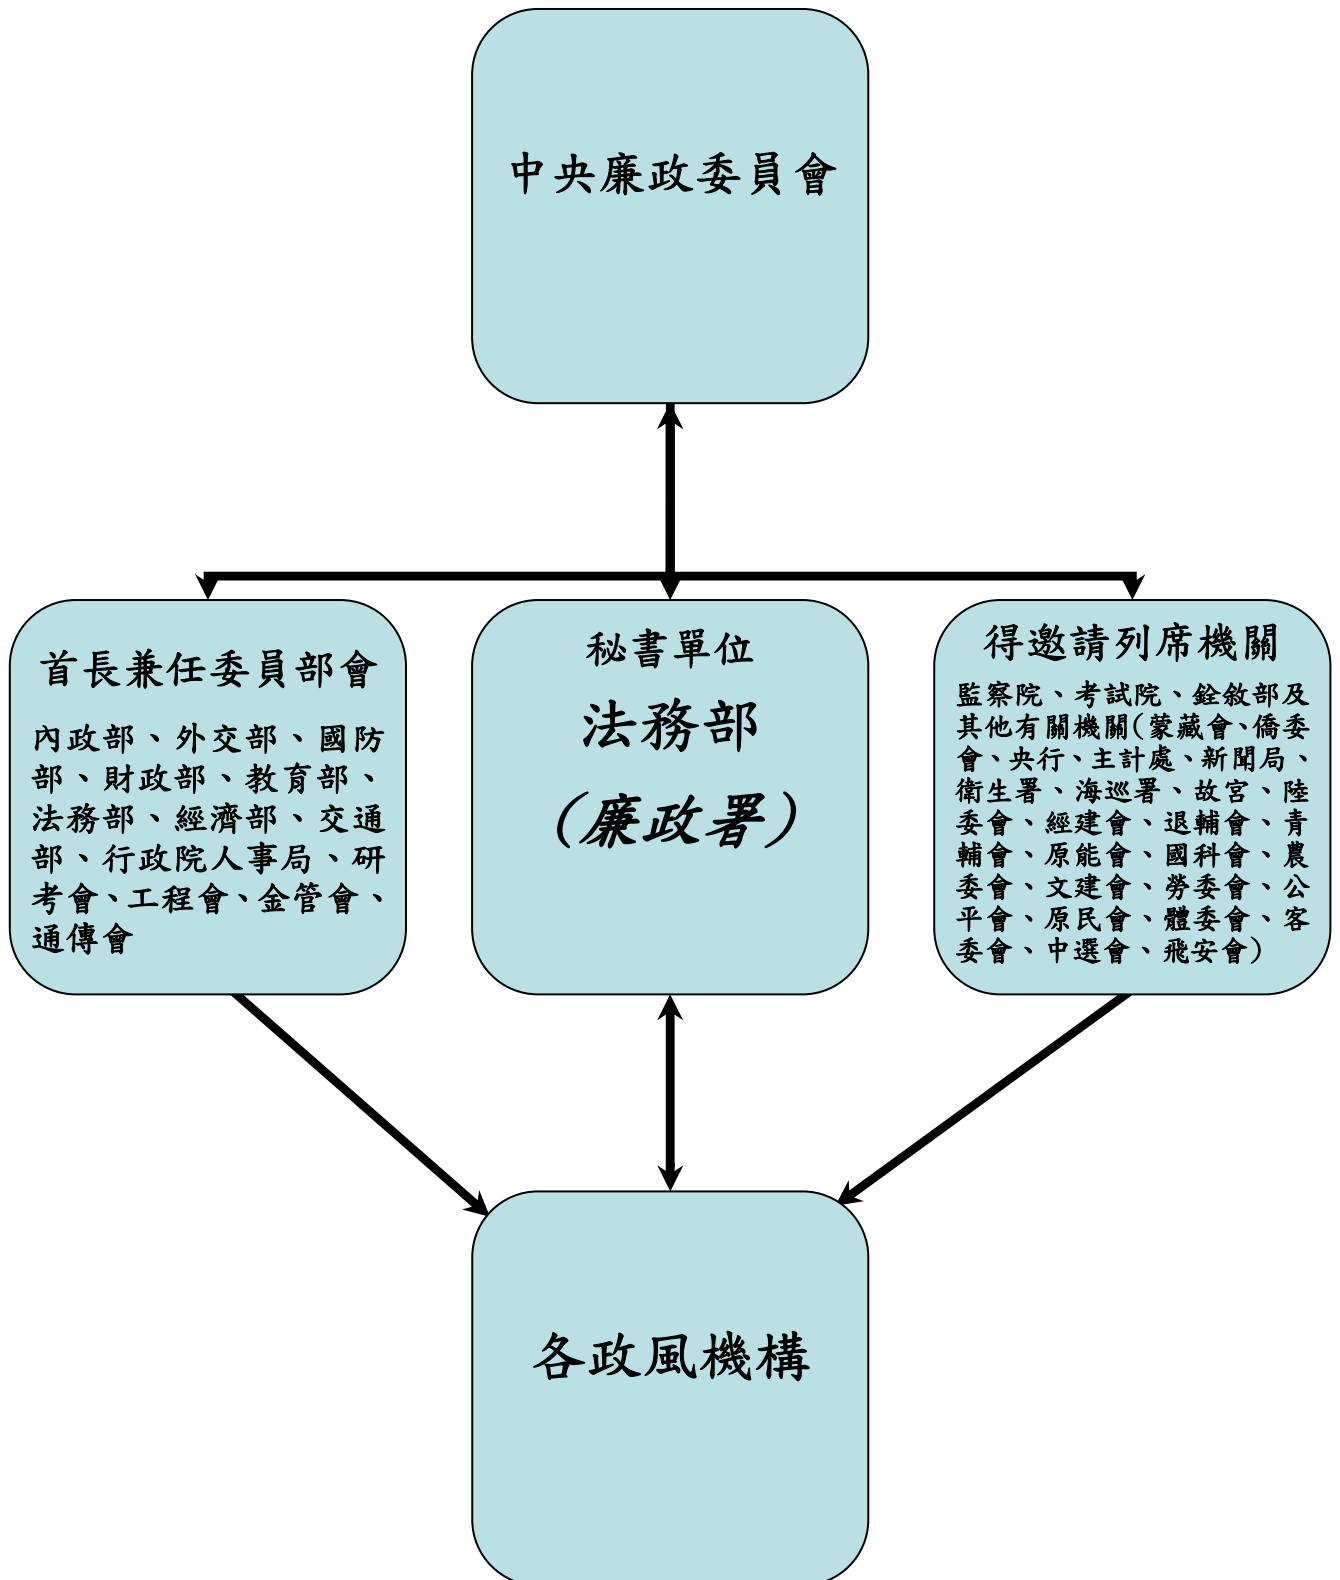 中央廉政委員會
首長兼任委員部會
內政部、外交部、國防
部、財政部、教育部、
法務部、經濟部、交通
部、行政院人事局、研
考會、工程會、金管會、
通傳會
秘書單位
法務部
(廉政署)
得邀請列席機關
監察院、考試院、銓敘部及
其他有關機關(蒙藏會、僑委
會、央行、主計處、新聞局、
衛生署、海巡署、故宮、陸
委會、經建會、退輔會、青
輔會、原能會、國科會、農
委會、文建會、勞委會、公
平會、原民會、體委會、客
委會、中選會、飛安會)
各政風機構